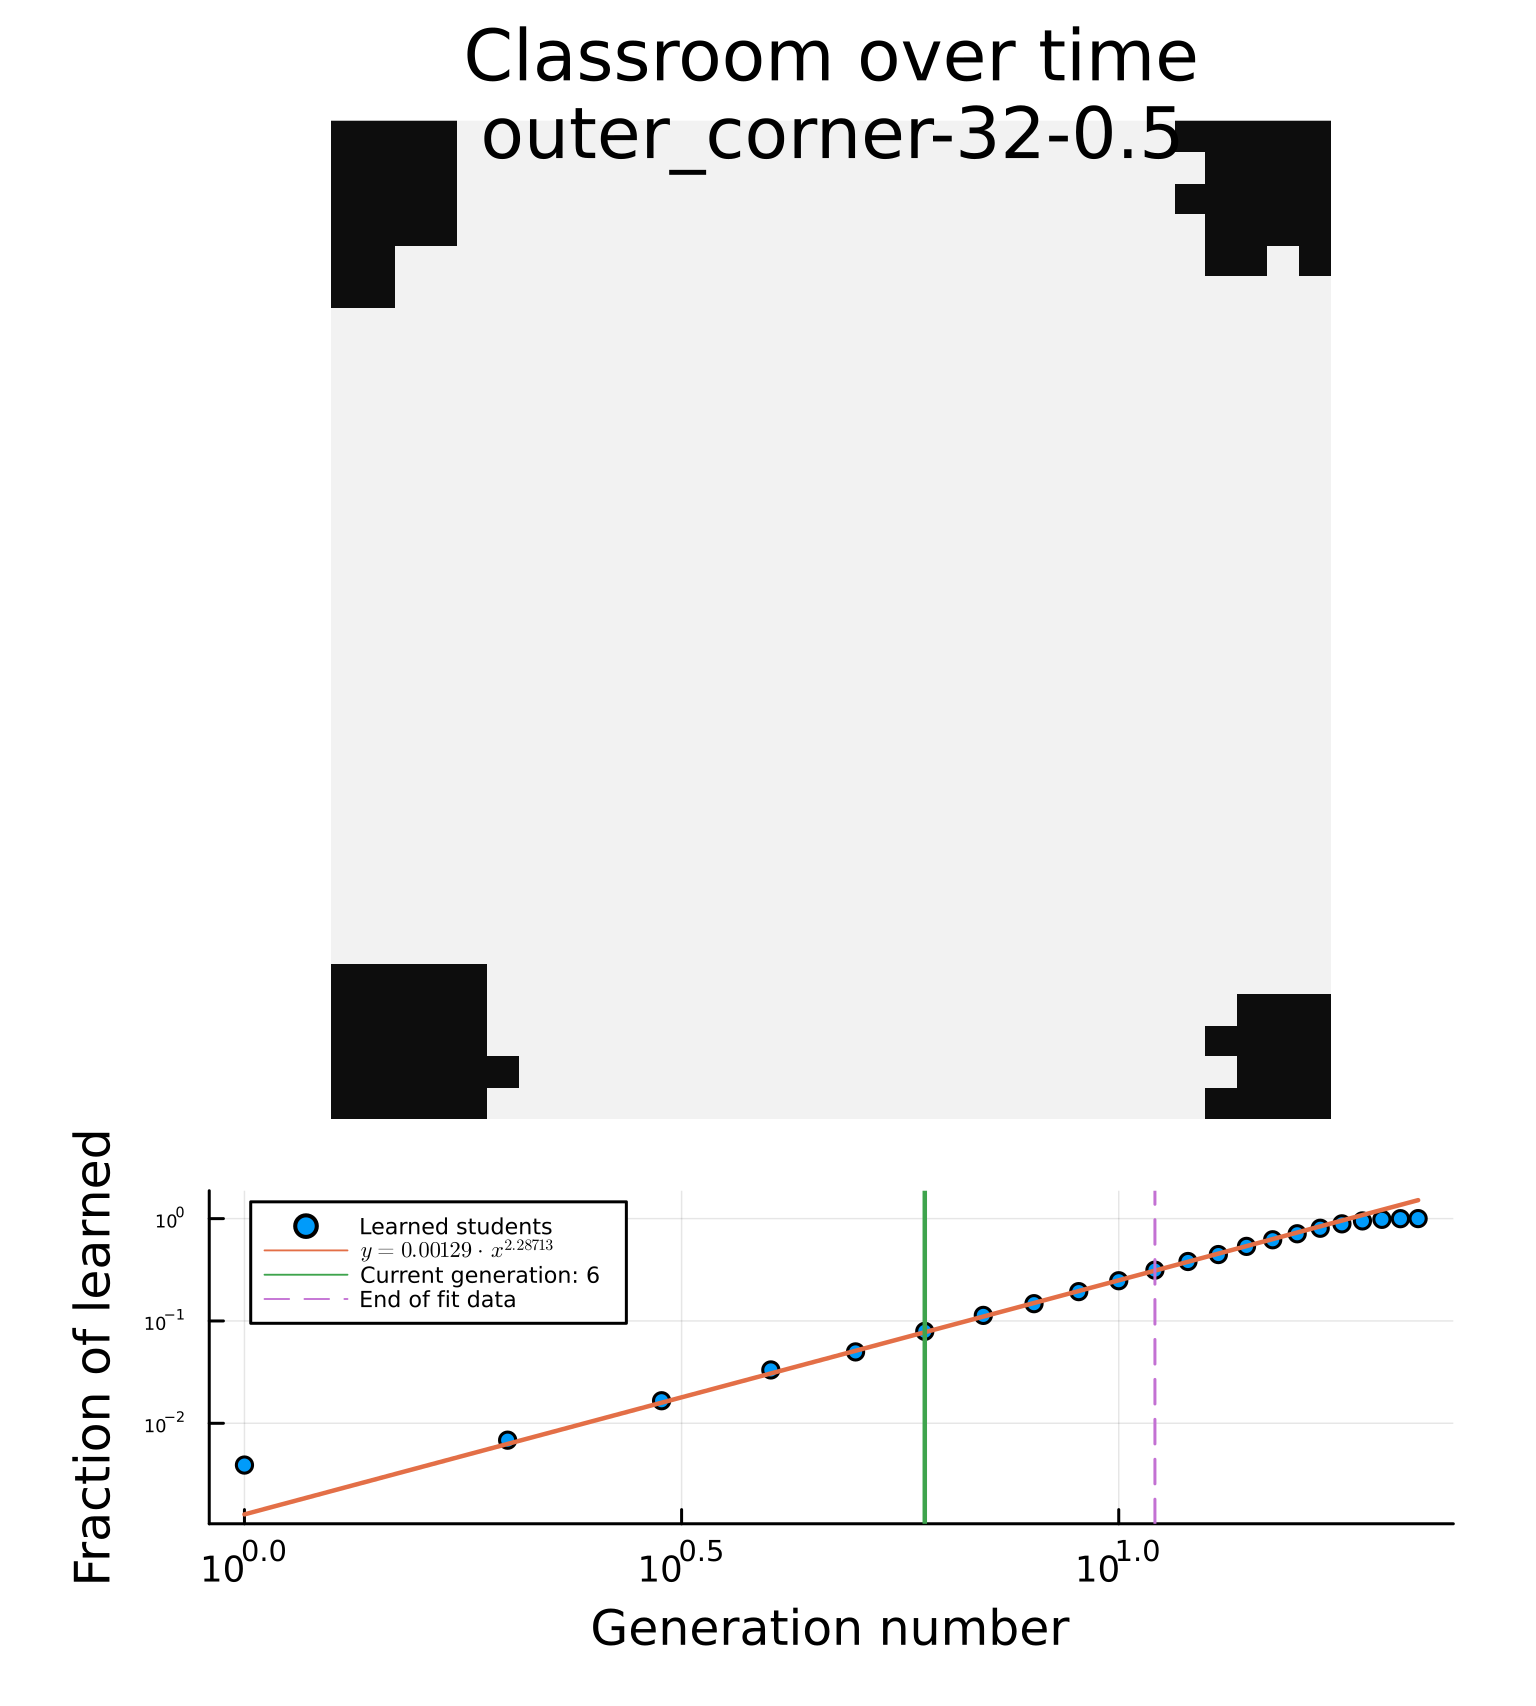 Classroom over time
outer_corner-32-0.5
Fraction of learned
10⁰
10⁻¹
10⁻²
Learned students
y = 0.00129 · x^2.28713
Current generation: 6
End of fit data
10^0.0
10^0.5
10^1.0
Generation number